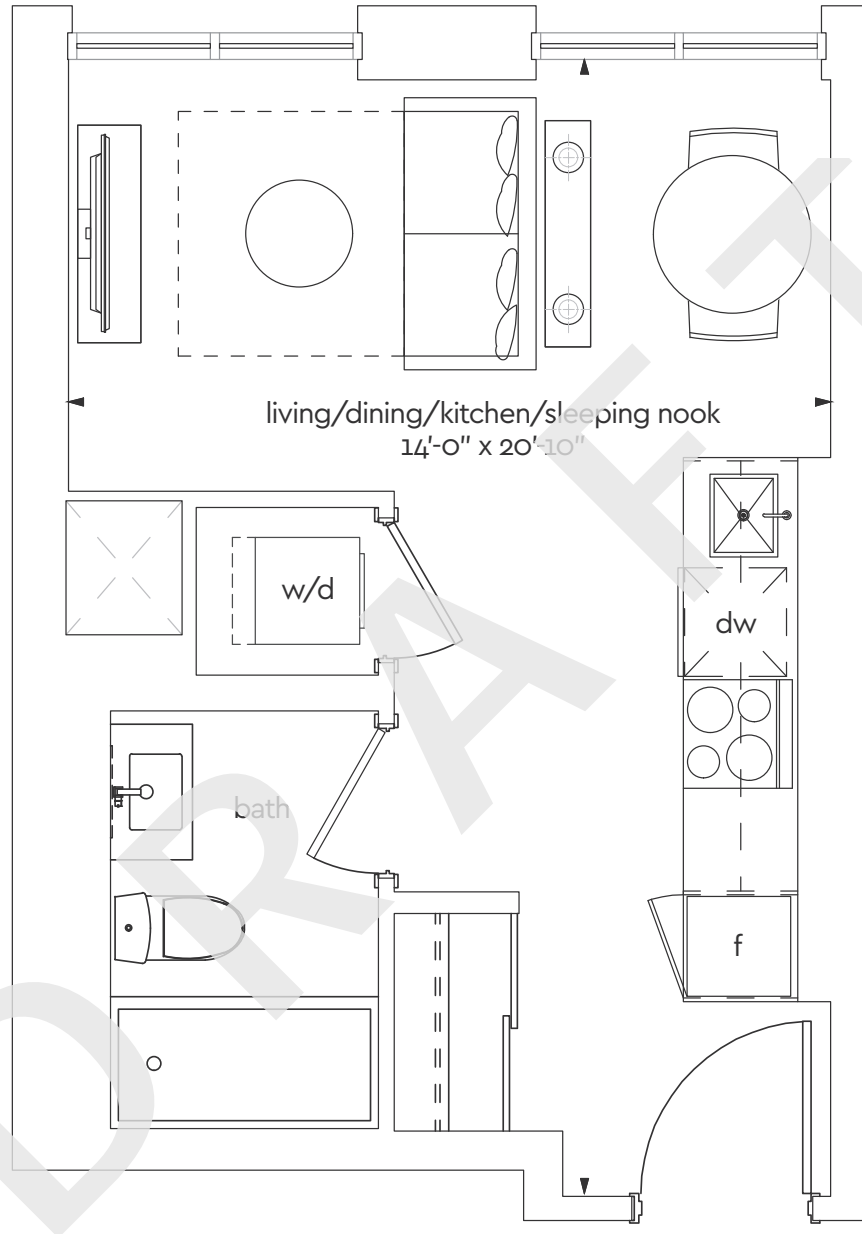 living/dining/kitchen/sleeping nook
14'-0" x 20'-10"
w/d
dw
bath
f
DRAFT